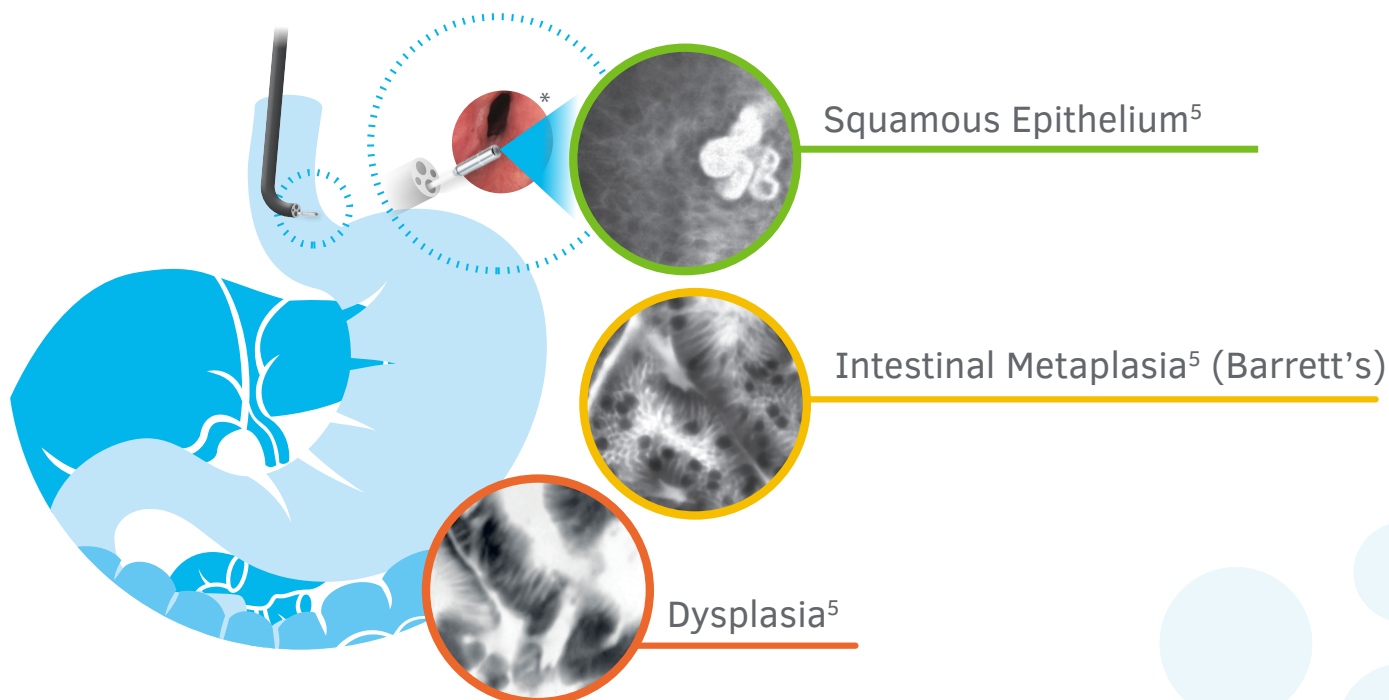 *
Squamous Epithelium⁵
Intestinal Metaplasia⁵ (Barrett’s)
Dysplasia⁵